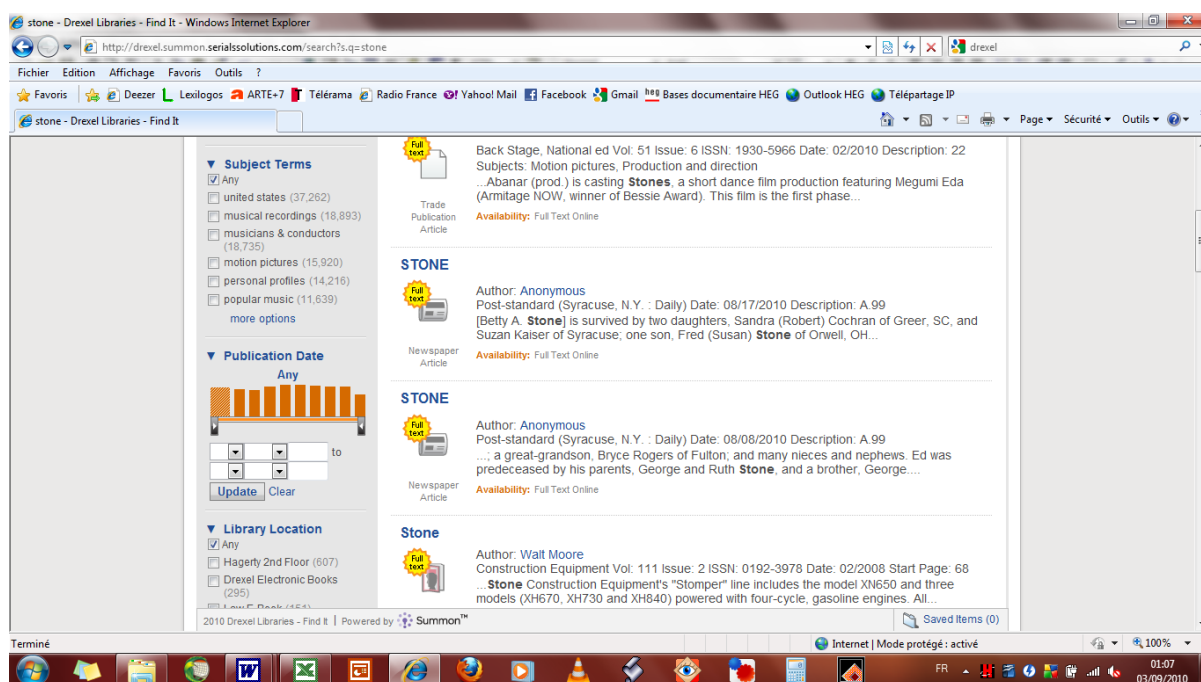 stone - Drexel Libraries - Find It - Windows Internet Explorer
http://drexel.summon.serialssolutions.com/search?s.q=stone
drexel
Fichier Edition Affichage Favoris Outils ?
Favoris Deezer Lexilogos ARTE+7 Télérama Radio France Yahoo! Mail Facebook Gmail heg Bases documentaire HEG Outlook HEG Télépartage IP
stone - Drexel Libraries - Find It
Page Sécurité Outils
Subject Terms
Any
united states (37,262)
musical recordings (18,893)
musicians & conductors
(18,735)
motion pictures (15,920)
personal profiles (14,216)
popular music (11,639)
more options
Publication Date
Any
to
Update Clear
Library Location
Any
Hagerty 2nd Floor (607)
Drexel Electronic Books
(295)
Law E-Book (151)
Full text
Trade
Publication
Article
Back Stage, National ed Vol: 51 Issue: 6 ISSN: 1930-5966 Date: 02/2010 Description: 22
Subjects: Motion pictures, Production and direction
...Abanar (prod.) is casting Stones, a short dance film production featuring Megumi Eda
(Armitage NOW, winner of Bessie Award). This film is the first phase...
Availability: Full Text Online
STONE
Full text
Newspaper
Article
Author: Anonymous
Post-standard (Syracuse, N.Y. : Daily) Date: 08/17/2010 Description: A.99
[Betty A. Stone] is survived by two daughters, Sandra (Robert) Cochran of Greer, SC, and
Suzan Kaiser of Syracuse; one son, Fred (Susan) Stone of Orwell, OH...
Availability: Full Text Online
STONE
Full text
Newspaper
Article
Author: Anonymous
Post-standard (Syracuse, N.Y. : Daily) Date: 08/08/2010 Description: A.99
...; a great-grandson, Bryce Rogers of Fulton; and many nieces and nephews. Ed was
predeceased by his parents, George and Ruth Stone, and a brother, George....
Availability: Full Text Online
Stone
Full text
Author: Walt Moore
Construction Equipment Vol: 111 Issue: 2 ISSN: 0192-3978 Date: 02/2008 Start Page: 68
...Stone Construction Equipment's "Stomper" line includes the model XN650 and three
models (XH670, XH730 and XH840) powered with four-cycle, gasoline engines. All...
2010 Drexel Libraries - Find It | Powered by Summon™
Saved Items (0)
Terminé
Internet | Mode protégé : activé
100%
FR
01:07
03/09/2010